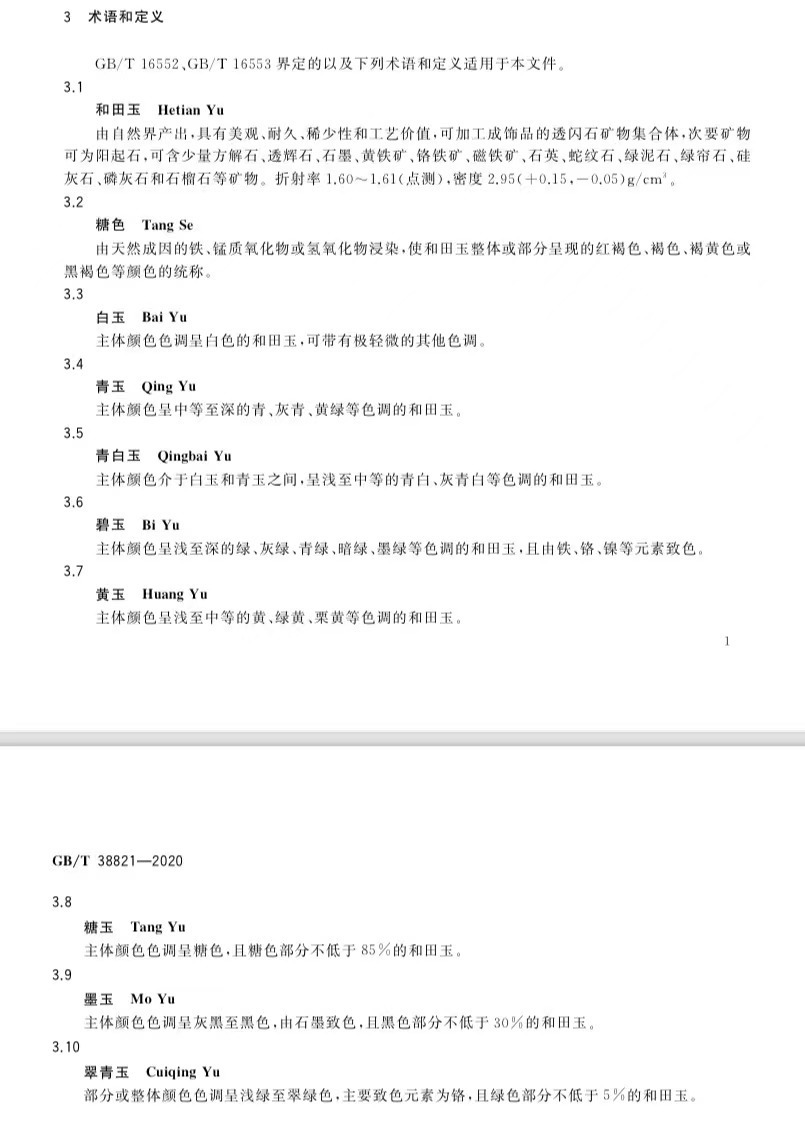 3 术语和定义
GB/T 16552、GB/T 16553 界定的以及下列术语和定义适用于本文件。
3.1
和田玉 Hetian Yu
由自然界产出,具有美观、耐久、稀少性和工艺价值,可加工成饰品的透闪石矿物集合体,次要矿物
可为阳起石,可含少量方解石、透辉石、石墨、黄铁矿、铬铁矿、磁铁矿、石英、蛇纹石、绿泥石、绿帘石、硅
灰石、磷灰石和石榴石等矿物。折射率 1.60～1.61(点测),密度 2.95(+0.15,-0.05)g/cm³。
3.2
糖色 Tang Se
由天然成因的铁、锰质氧化物或氢氧化物浸染,使和田玉整体或部分呈现的红褐色、褐色、褐黄色或
黑褐色等颜色的统称。
3.3
白玉 Bai Yu
主体颜色色调呈白色的和田玉,可带有极轻微的其他色调。
3.4
青玉 Qing Yu
主体颜色呈中等至深的青、灰青、黄绿等色调的和田玉。
3.5
青白玉 Qingbai Yu
主体颜色介于白玉和青玉之间,呈浅至中等的青白、灰青白等色调的和田玉。
3.6
碧玉 Bi Yu
主体颜色呈浅至深的绿、灰绿、青绿、暗绿、墨绿等色调的和田玉,且由铁、铬、镍等元素致色。
3.7
黄玉 Huang Yu
主体颜色呈浅至中等的黄、绿黄、栗黄等色调的和田玉。
1
GB/T 38821—2020
3.8
糖玉 Tang Yu
主体颜色色调呈糖色,且糖色部分不低于 85%的和田玉。
3.9
墨玉 Mo Yu
主体颜色色调呈灰黑至黑色,由石墨致色,且黑色部分不低于 30%的和田玉。
3.10
翠青玉 Cuiqing Yu
部分或整体颜色色调呈浅绿至翠绿色,主要致色元素为铬,且绿色部分不低于 5%的和田玉。